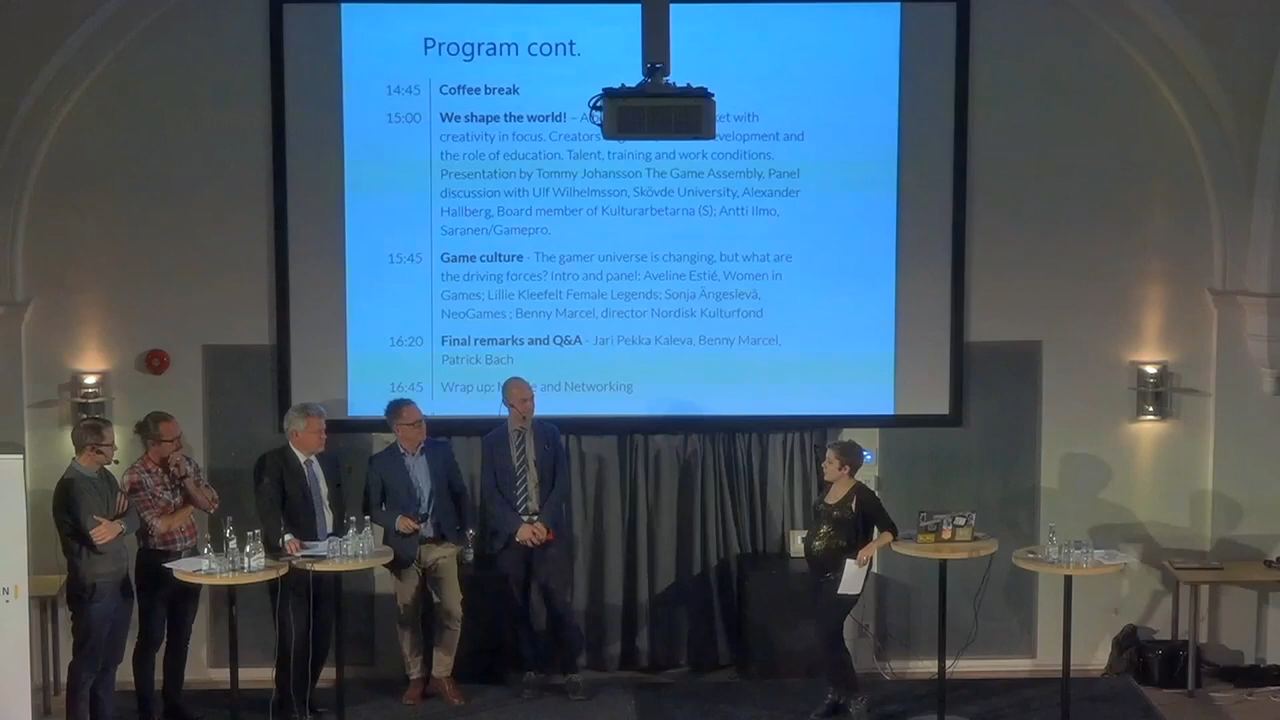 Program cont.
14:45 Coffee break
15:00 We shape the world! – with
creativity in focus. Creators and
the role of education. Talent, training and work conditions.
Presentation by Tommy Johansson The Game Assembly. Panel
discussion with Ulf Wilhelmsson, Skövde University, Alexander
Hallberg, Board member of Kulturarbetarna (S); Antti Ilmo,
Saranen/Gamepro.
15:45 Game culture - The gamer universe is changing, but what are
the driving forces? Intro and panel: Aveline Estié, Women in
Games; Lillie Kleefelt Female Legends; Sonja Ängeslevä,
NeoGames ; Benny Marcel, director Nordisk Kulturfond
16:20 Final remarks and Q&A - Jari Pekka Kaleva, Benny Marcel,
Patrick Bach
16:45 Wrap up: and Networking